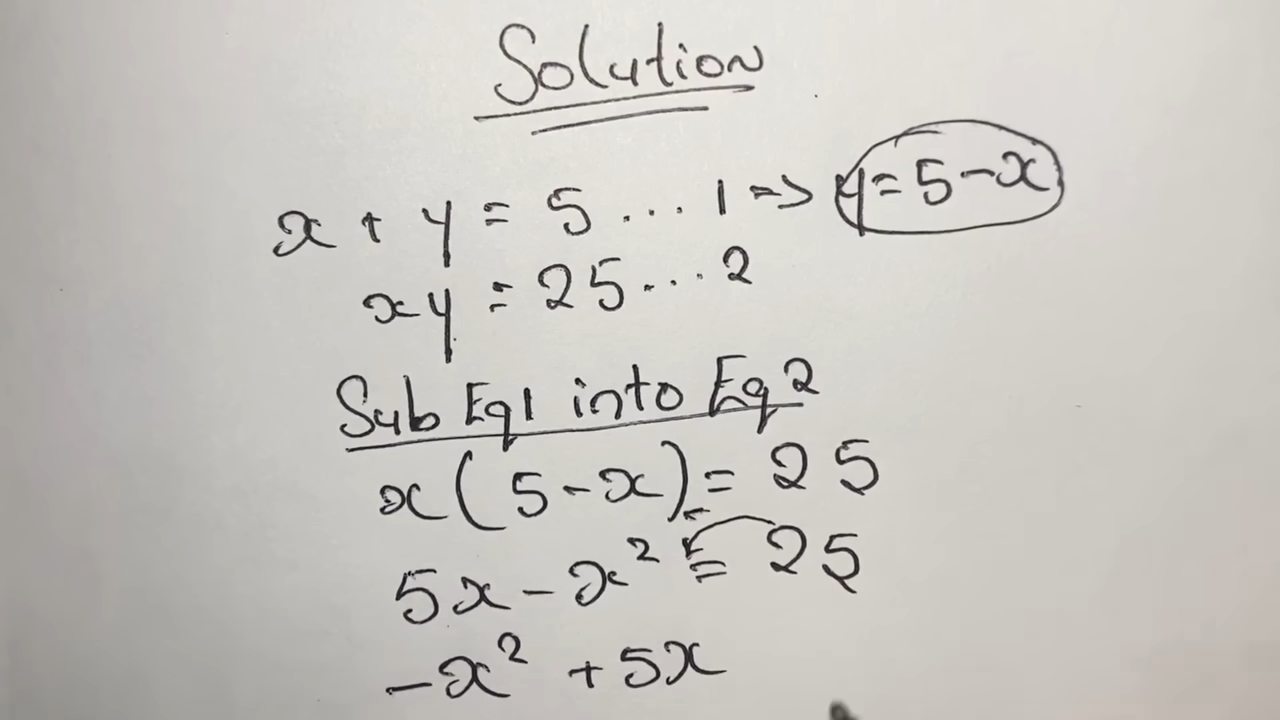 Solution
x + y = 5 ... 1 => y = 5 - x
xy = 25 ... 2
Sub Eq1 into Eq2
x(5 - x) = 25
5x - x² = 25
-x² + 5x